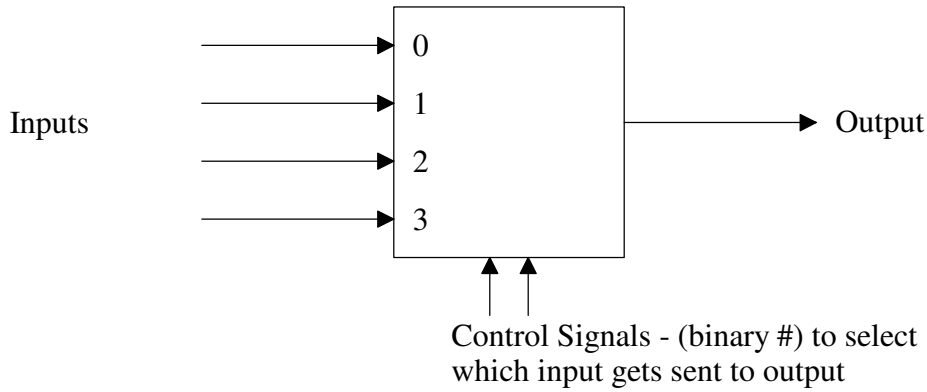 0
1
Inputs
Output
2
3
Control Signals - (binary #) to select
which input gets sent to output